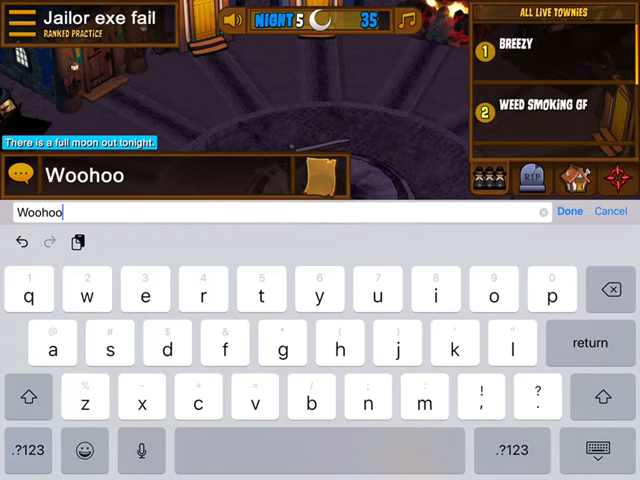 Jailor exe fail
RANKED PRACTICE
NIGHT 5
35
ALL LIVE TOWNIES
1 BREEZY
2 WEED SMOKING GF
There is a full moon out tonight.
Woohoo
RIP
Woohoo
Done
Cancel
1 2 3 4 5 6 7 8 9 0
q w e r t y u i o p
@ # $ & * ( ) ' "
a s d f g h j k l
return
% - + = / ; : ! ?
z x c v b n m , .
.?123
.?123